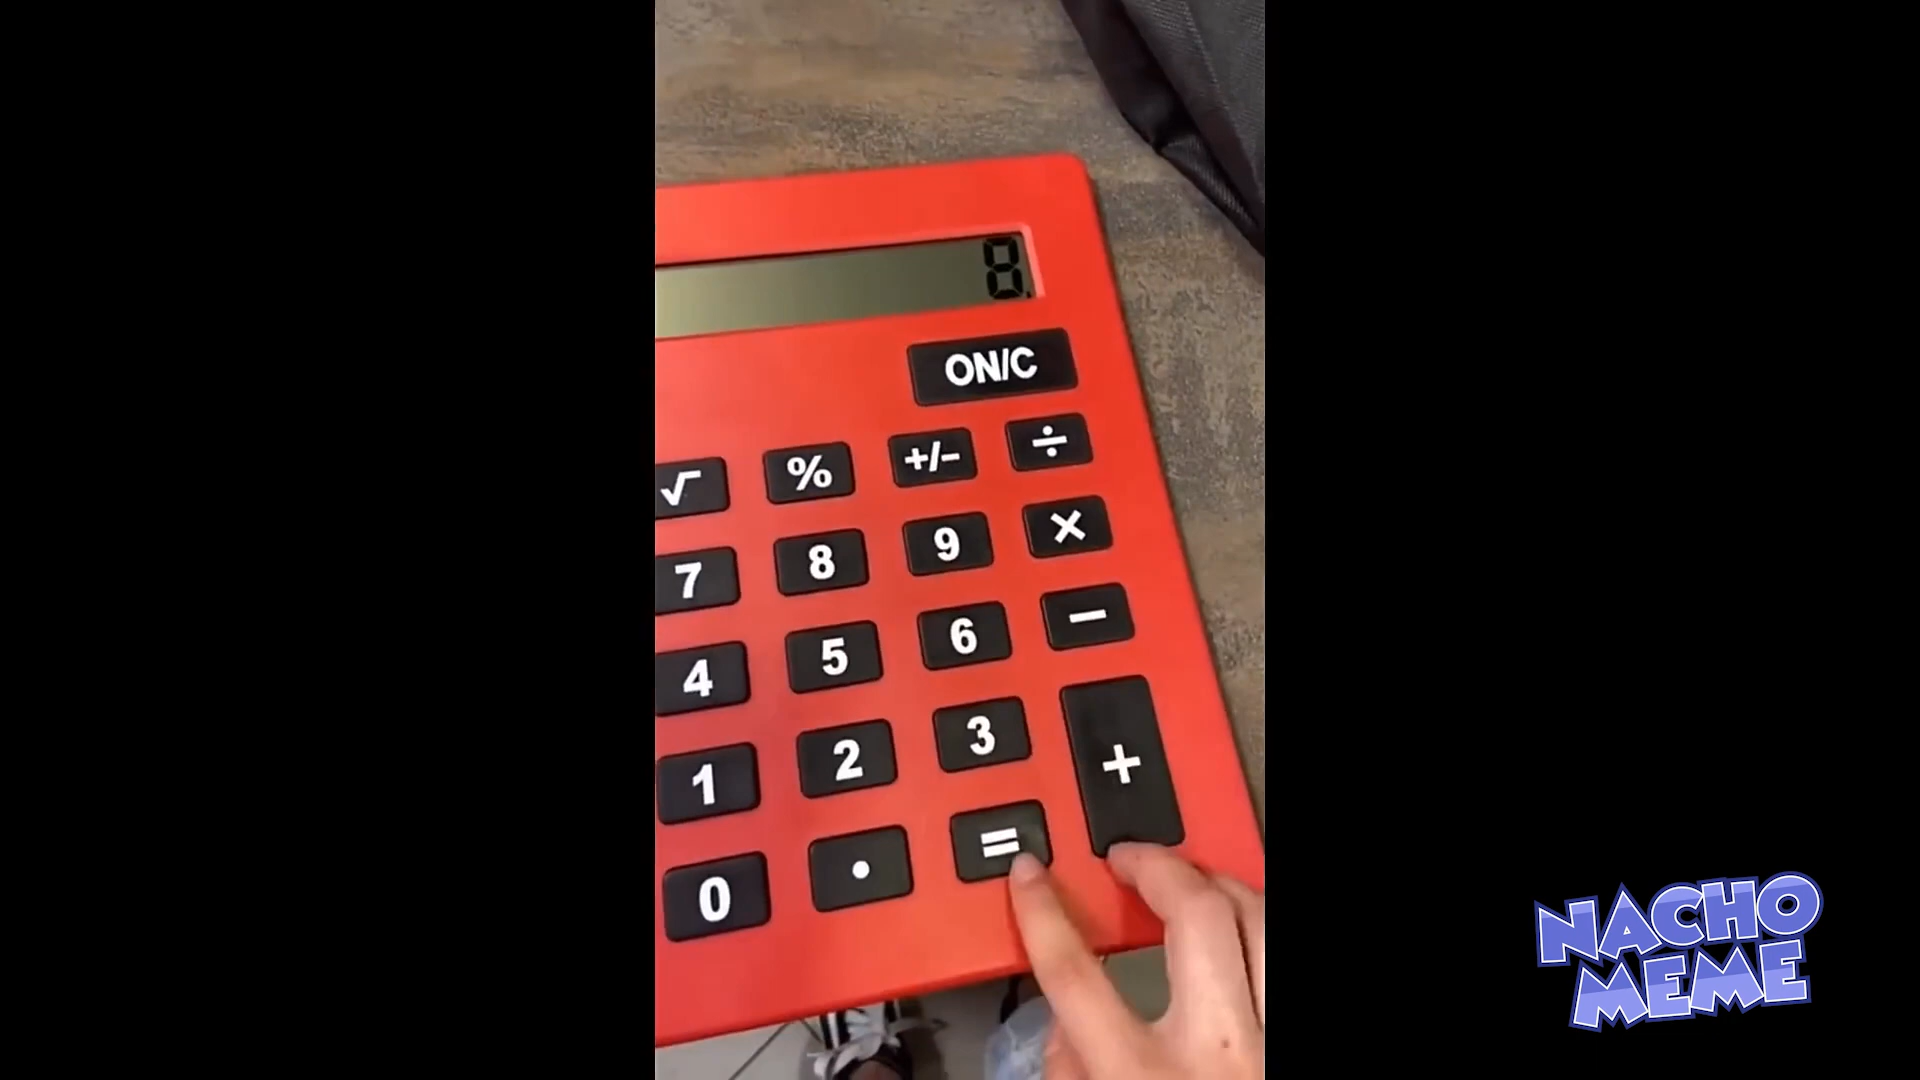 8.
ON/C
√ % +/− ÷
7 8 9 ×
4 5 6 −
1 2 3 +
0 . =
NACHO
MEME